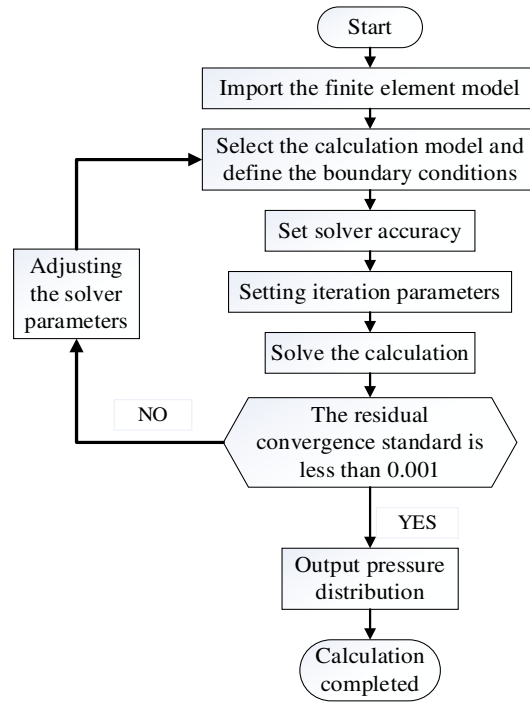 Start
Import the finite element model
Select the calculation model and
define the boundary conditions
Set solver accuracy
Adjusting
the solver
parameters
Setting iteration parameters
Solve the calculation
NO
The residual
convergence standard is
less than 0.001
YES
Output pressure
distribution
Calculation
completed